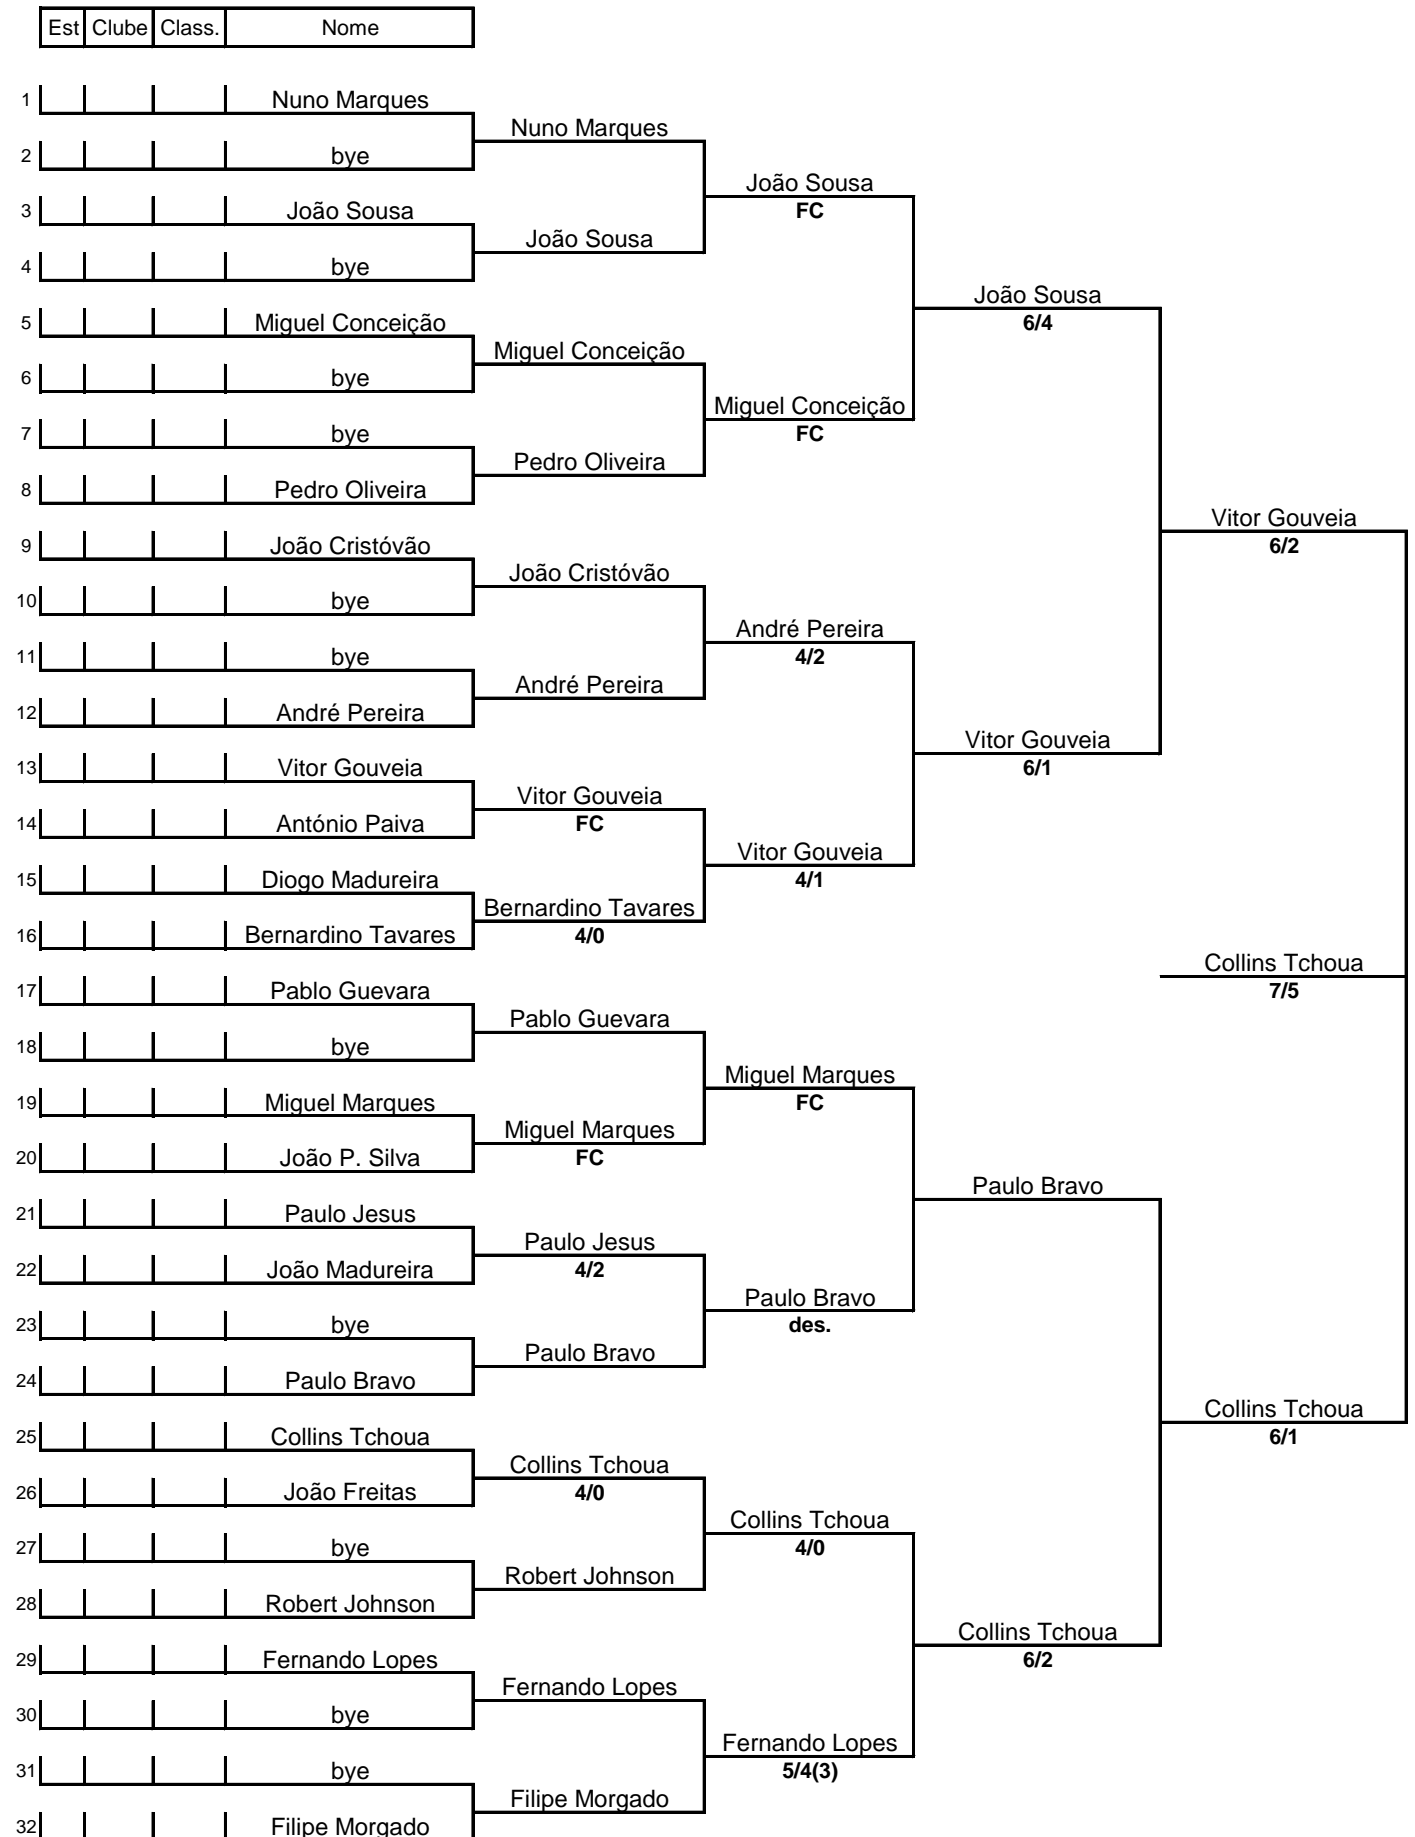 Est Clube Class. Nome
1 Nuno Marques
Nuno Marques
2 bye
João Sousa
3 João Sousa FC
João Sousa
4 bye
João Sousa
5 Miguel Conceição 6/4
Miguel Conceição
6 bye
Miguel Conceição
7 bye FC
Pedro Oliveira
8 Pedro Oliveira
Vitor Gouveia
9 João Cristóvão 6/2
João Cristóvão
10 bye
André Pereira
11 bye 4/2
André Pereira
12 André Pereira
Vitor Gouveia
13 Vitor Gouveia 6/1
Vitor Gouveia
14 António Paiva FC
Vitor Gouveia
15 Diogo Madureira 4/1
Bernardino Tavares
16 Bernardino Tavares 4/0
Collins Tchoua
17 Pablo Guevara 7/5
Pablo Guevara
18 bye
Miguel Marques
19 Miguel Marques FC
Miguel Marques
20 João P. Silva FC
Paulo Bravo
21 Paulo Jesus
Paulo Jesus
22 João Madureira 4/2
Paulo Bravo
23 bye des.
Paulo Bravo
24 Paulo Bravo
Collins Tchoua
25 Collins Tchoua 6/1
Collins Tchoua
26 João Freitas 4/0
Collins Tchoua
27 bye 4/0
Robert Johnson
28 Robert Johnson
Collins Tchoua
29 Fernando Lopes 6/2
Fernando Lopes
30 bye
Fernando Lopes
31 bye 5/4(3)
Filipe Morgado
32 Filipe Morgado